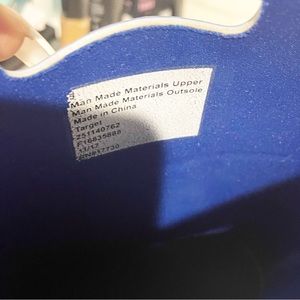 Man Made Materials Upper
Man Made Materials Outsole
Made in China
Target
251140762
F16835888